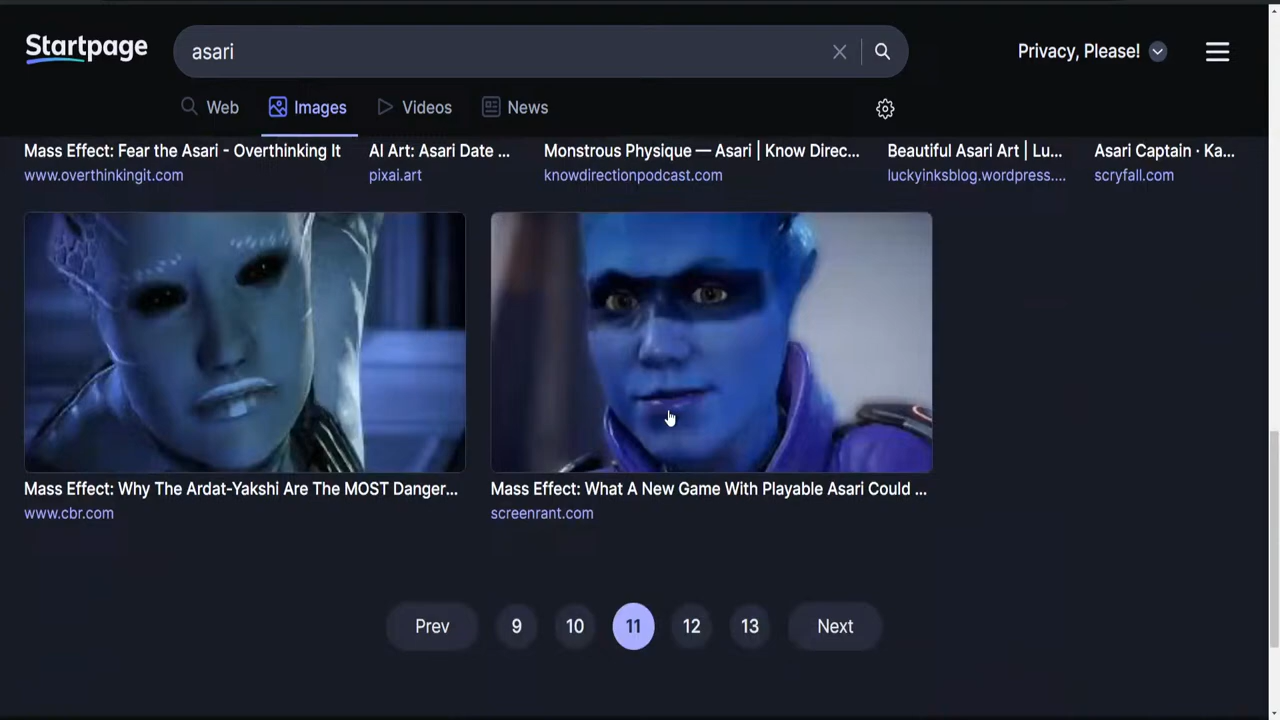 Startpage
asari
Privacy, Please!
Web
Images
Videos
News
Mass Effect: Fear the Asari - Overthinking It
AI Art: Asari Date ...
Monstrous Physique — Asari | Know Direc...
Beautiful Asari Art | Lu...
Asari Captain · Ka...
www.overthinkingit.com
pixai.art
knowdirectionpodcast.com
luckyinksblog.wordpress....
scryfall.com
Mass Effect: Why The Ardat-Yakshi Are The MOST Danger...
Mass Effect: What A New Game With Playable Asari Could ...
www.cbr.com
screenrant.com
Prev
9
10
11
12
13
Next